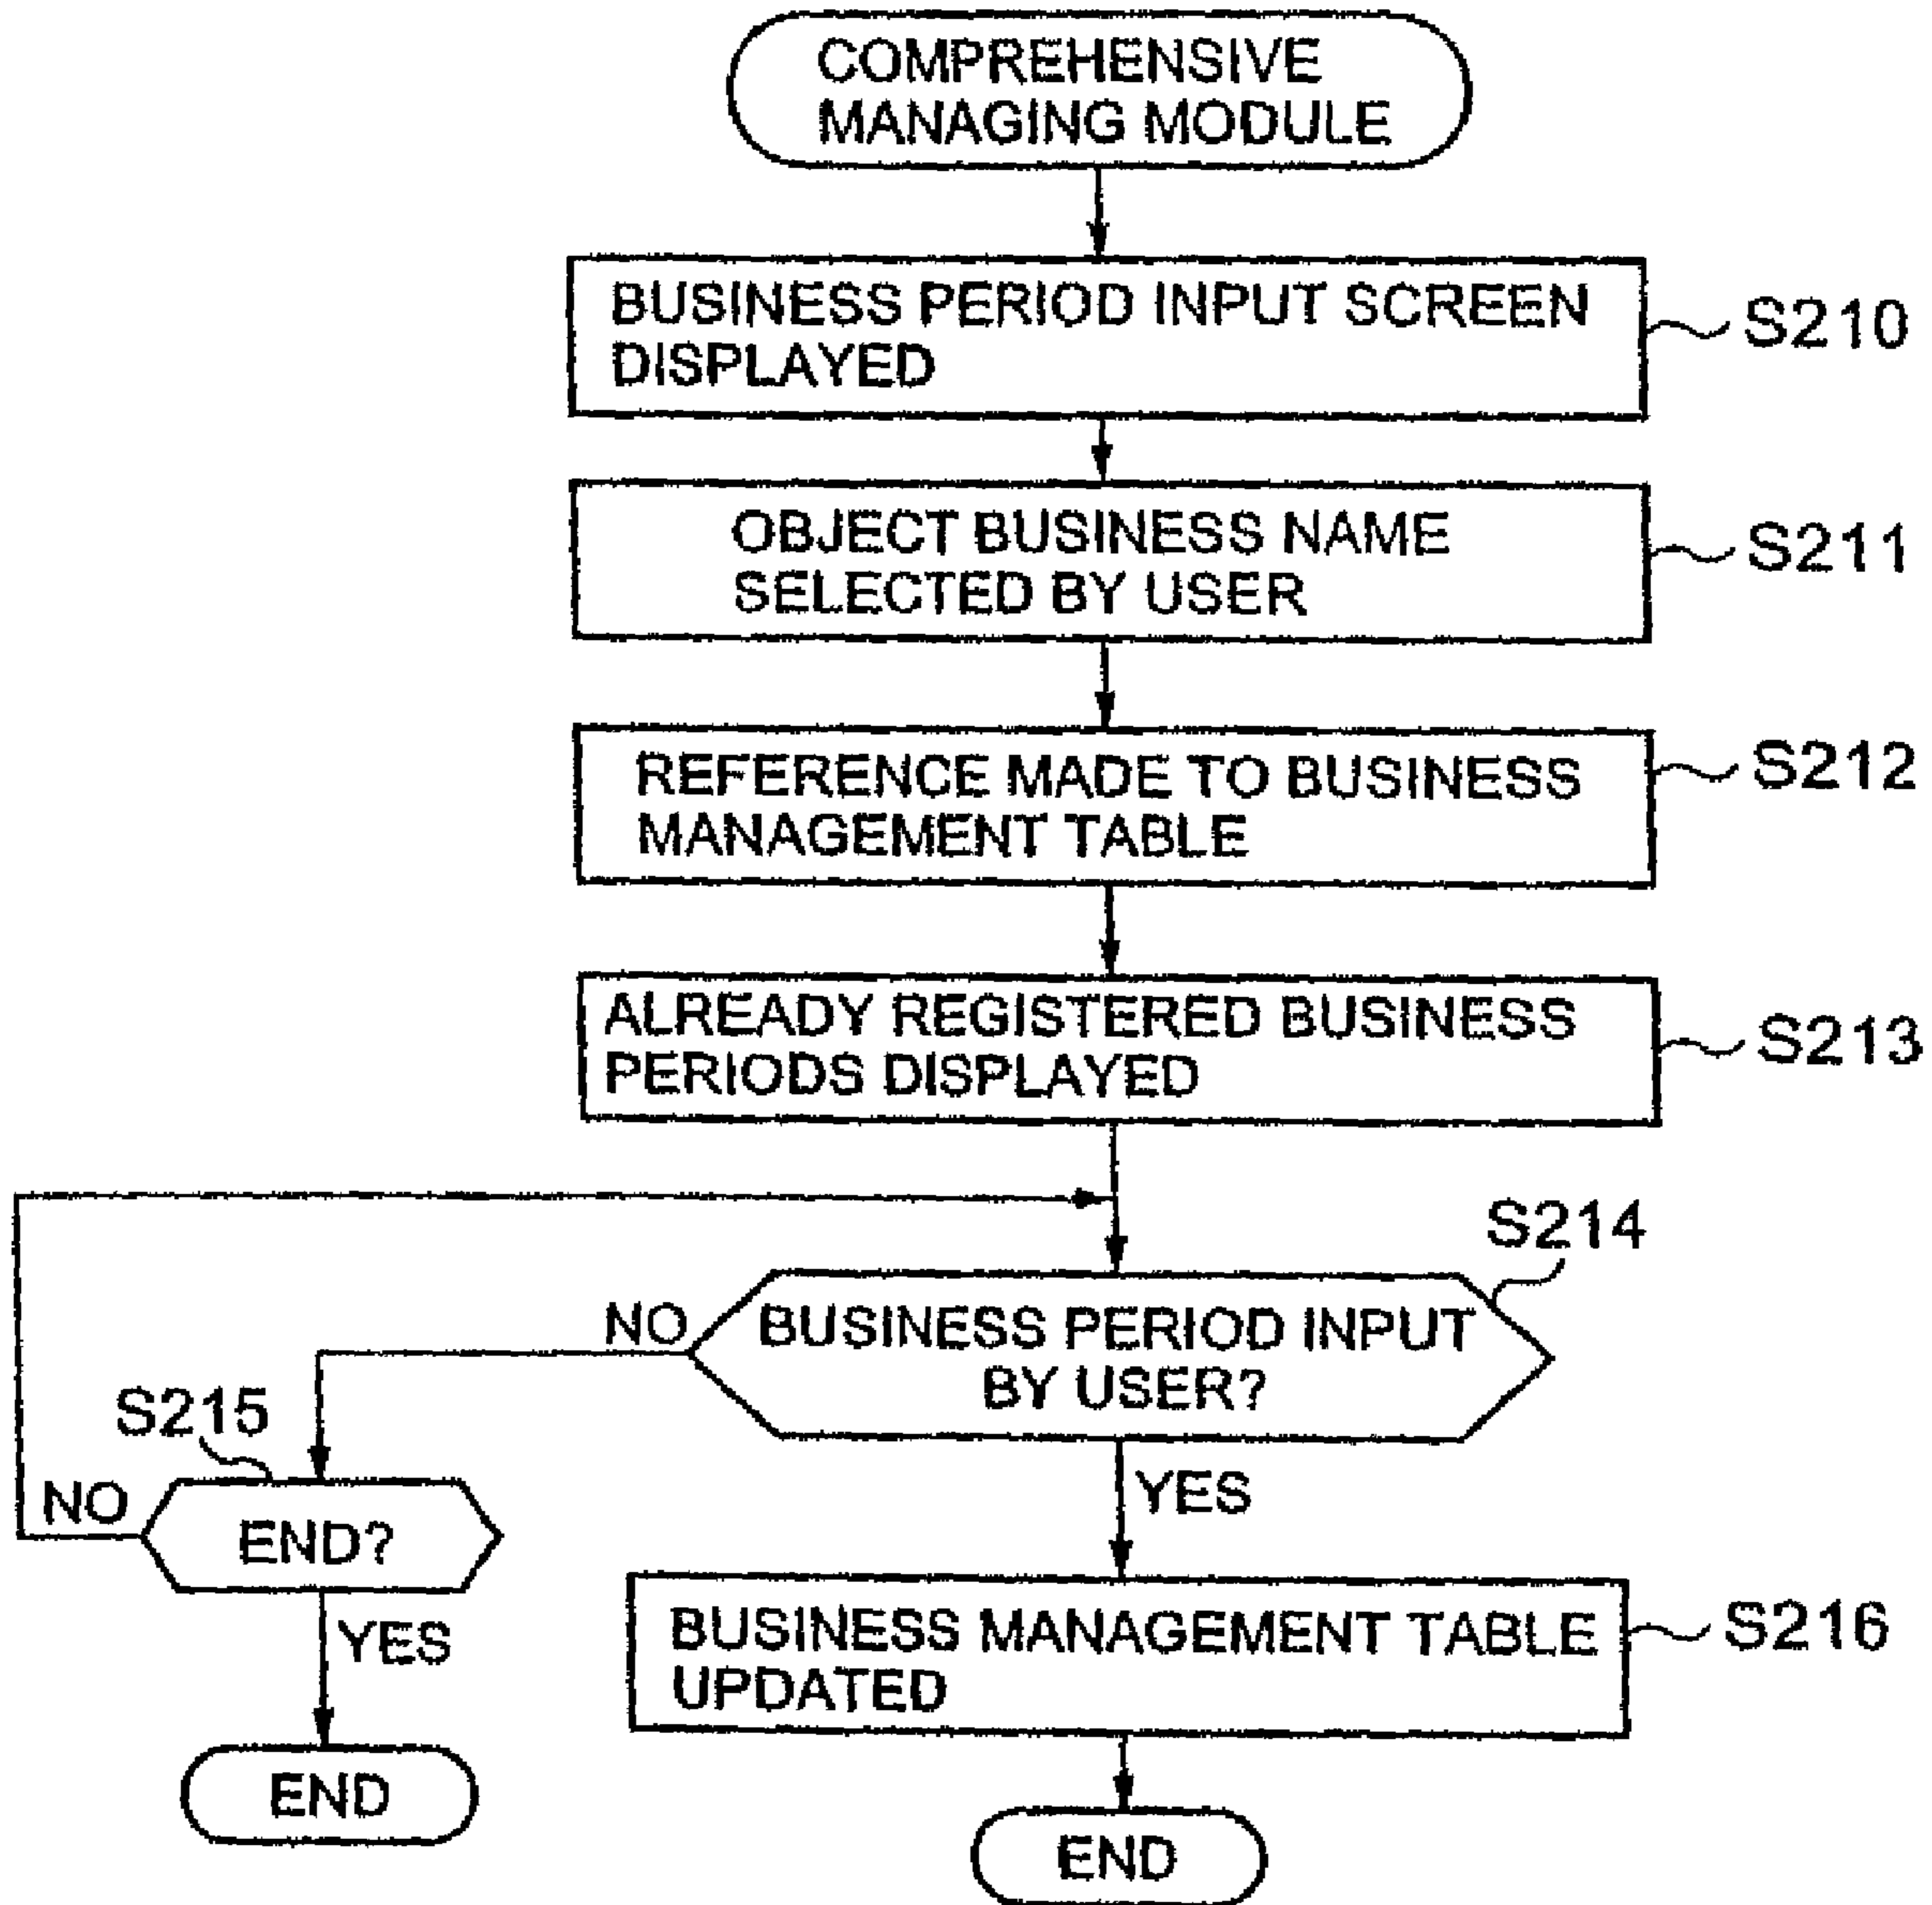 COMPREHENSIVE
MANAGING MODULE
BUSINESS PERIOD INPUT SCREEN
DISPLAYED
S210
OBJECT BUSINESS NAME
SELECTED BY USER
S211
REFERENCE MADE TO BUSINESS
MANAGEMENT TABLE
S212
ALREADY REGISTERED BUSINESS
PERIODS DISPLAYED
S213
S214
NO
BUSINESS PERIOD INPUT
BY USER?
S215
NO
END?
YES
YES
BUSINESS MANAGEMENT TABLE
UPDATED
S216
END
END